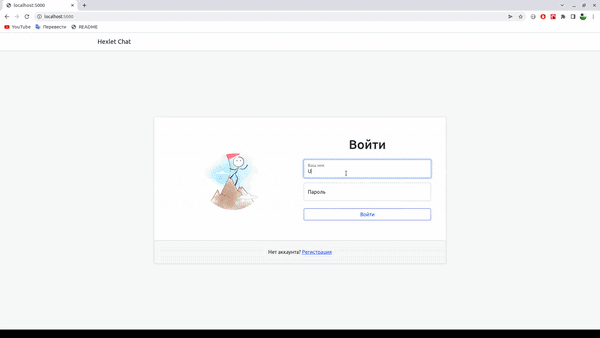 localhost:5000
localhost:5000
YouTube Перевести README
Hexlet Chat
Войти
Ваш ник
U
Пароль
Войти
Нет аккаунта? Регистрация